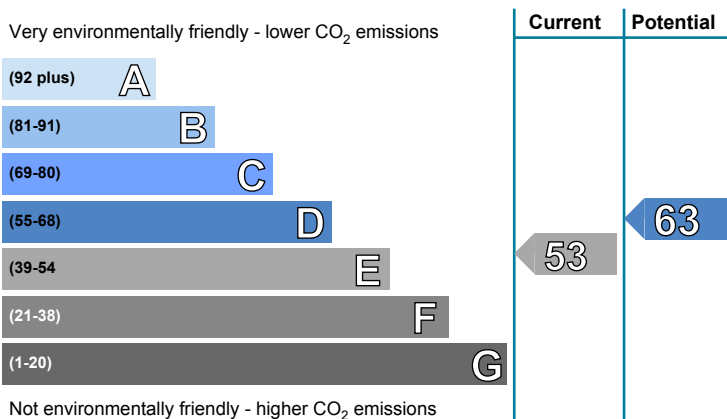 Very environmentally friendly - lower CO2 emissions
Current
Potential
(92 plus) A
(81-91) B
(69-80) C
(55-68) D
(39-54 E
(21-38) F
(1-20) G
53
63
Not environmentally friendly - higher CO2 emissions